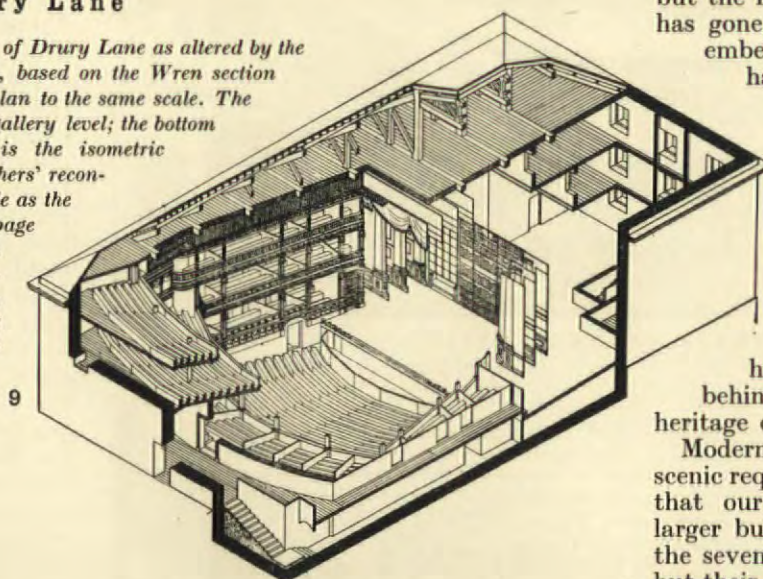 ry Lane
of Drury Lane as altered by the
, based on the Wren section
lan to the same scale. The
allery level; the bottom
is the isometric
hers' recon-
e as the
page
9
has gone
embe
ha
h
behin
heritage o
Modern
scenic req
that our
larger bu
the seven
but their